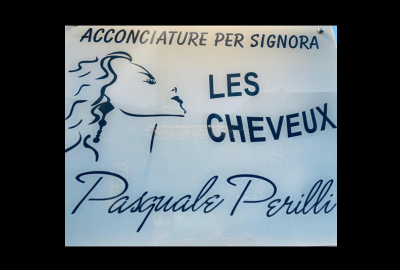 ACCONCIATURE PER SIGNORA
LES
CHEVEUX
Pasquale Perilli